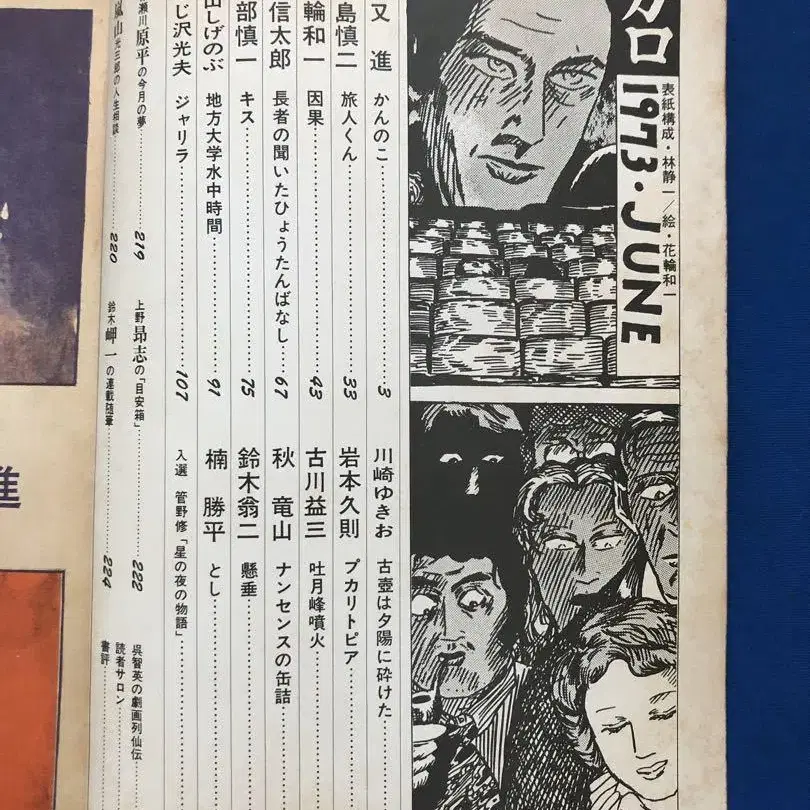 ガロ 1973・JUNE
表紙構成・林静一／絵・花輪和一
又 進 かんのこ……3
島慎二 旅人くん……33
輪和一 因果……43
信太郎 長者の聞いたひょうたんばなし……67
部慎一 キス……75
しげのぶ 地方大学水中時間……91
じ沢光夫 ジャリラ……107
川崎ゆきお 古壺は夕陽に砕けた……
岩本久則 プカリトピア……
古川益三 吐月峰噴火……
秋 竜山 ナンセンスの缶詰……
鈴木翁二 懸垂……
楠 勝平 とし……
入選 管野修「星の夜の物語」……
瀬川原平の今月の夢……219
嵐山光三郎の人生相談……220
上野昂志の「目安箱」……222
鈴木岬一の連載随筆……224
呉智英の劇画列仙伝
読者サロン……
書評……
進